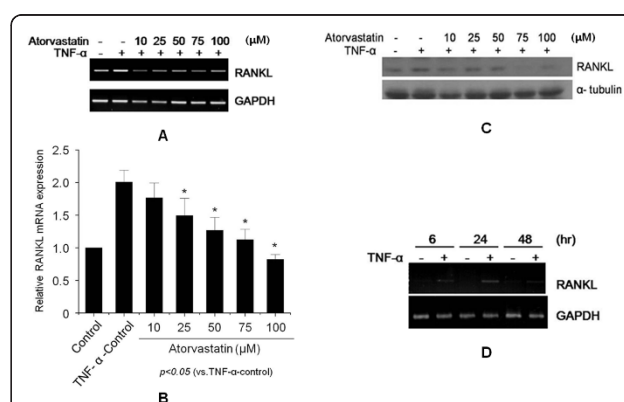 Atorvastatin - - 10 25 50 75 100 (μM)
TNF-α - + + + + + +
RANKL
GAPDH
A
Relative RANKL mRNA expression
2.5
2.0
1.5
1.0
0.5
0.0
* * * *
Control
TNF- α -Control
10 25 50 75 100
Atorvastatin (μM)
p<0.05 (vs.TNF-α-control)
B
Atorvastatin - - 10 25 50 75 100 (μM)
TNF-α - + + + + + +
RANKL
α- tubulin
C
6 24 48 (hr)
TNF-α - + - + - +
RANKL
GAPDH
D